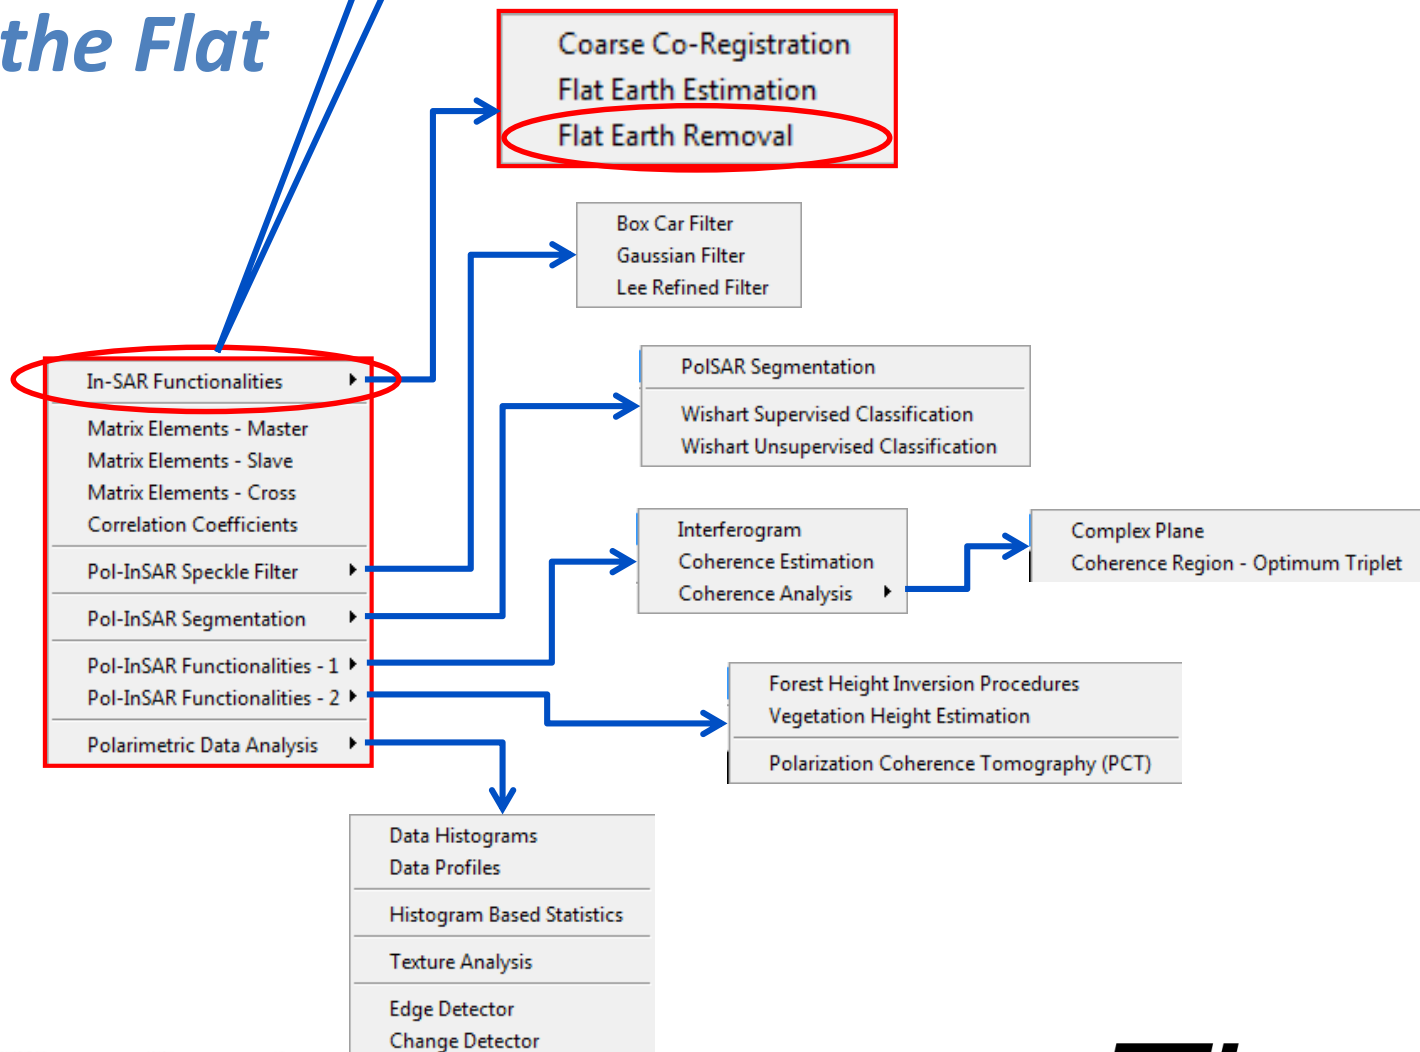 the Flat
Coarse Co-Registration
Flat Earth Estimation
Flat Earth Removal
Box Car Filter
Gaussian Filter
Lee Refined Filter
PolSAR Segmentation
Wishart Supervised Classification
Wishart Unsupervised Classification
In-SAR Functionalities
Matrix Elements - Master
Matrix Elements - Slave
Matrix Elements - Cross
Correlation Coefficients
Pol-InSAR Speckle Filter
Pol-InSAR Segmentation
Pol-InSAR Functionalities - 1
Pol-InSAR Functionalities - 2
Polarimetric Data Analysis
Interferogram
Coherence Estimation
Coherence Analysis
Complex Plane
Coherence Region - Optimum Triplet
Forest Height Inversion Procedures
Vegetation Height Estimation
Polarization Coherence Tomography (PCT)
Data Histograms
Data Profiles
Histogram Based Statistics
Texture Analysis
Edge Detector
Change Detector